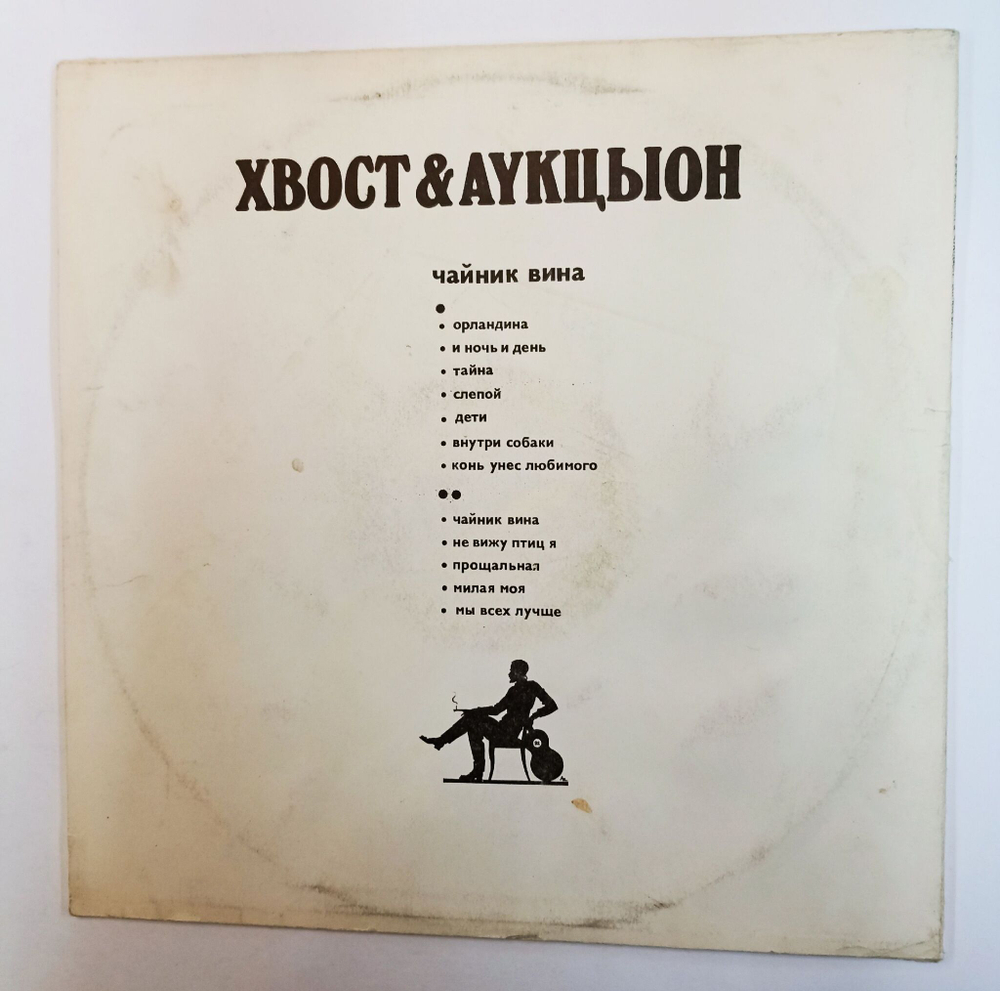 ХВОСТ & АУКЦЫОН
чайник вина
●
• орландина
• и ночь и день
• тайна
• слепой
• дети
• внутри собаки
• конь унес любимого
●●
• чайник вина
• не вижу птиц я
• прощальная
• милая моя
• мы всех лучше